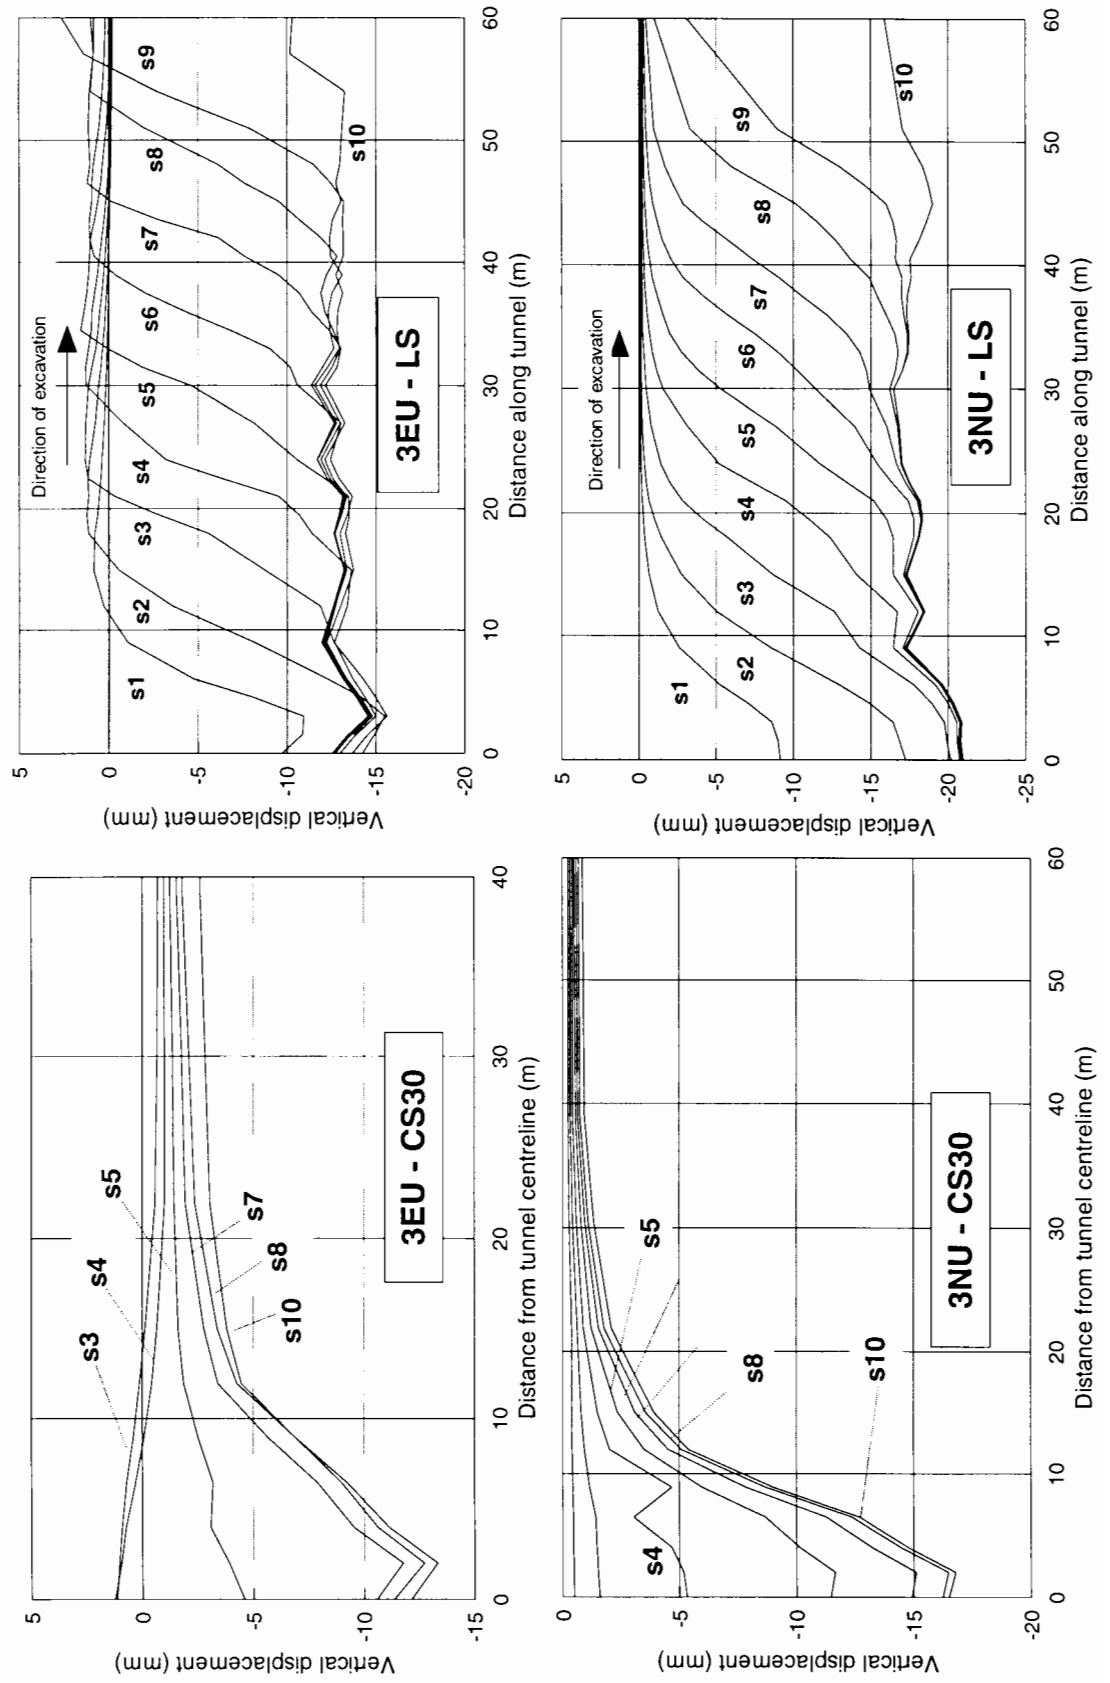 5
0
-5
-10
-15
-20
Vertical displacement (mm)
0
10
20
30
40
50
60
Distance along tunnel (m)
Direction of excavation
s1
s2
s3
s4
s5
s6
s7
s8
s9
s10
3EU - LS
5
0
-5
-10
-15
-20
-25
Vertical displacement (mm)
0
10
20
30
40
50
60
Distance along tunnel (m)
Direction of excavation
s1
s2
s3
s4
s5
s6
s7
s8
s9
s10
3NU - LS
5
0
-5
-10
-15
Vertical displacement (mm)
0
10
20
30
40
Distance from tunnel centreline (m)
s3
s4
s5
s7
s8
s10
3EU - CS30
0
-5
-10
-15
-20
Vertical displacement (mm)
0
10
20
30
40
50
60
Distance from tunnel centreline (m)
s4
s5
s8
s10
3NU - CS30